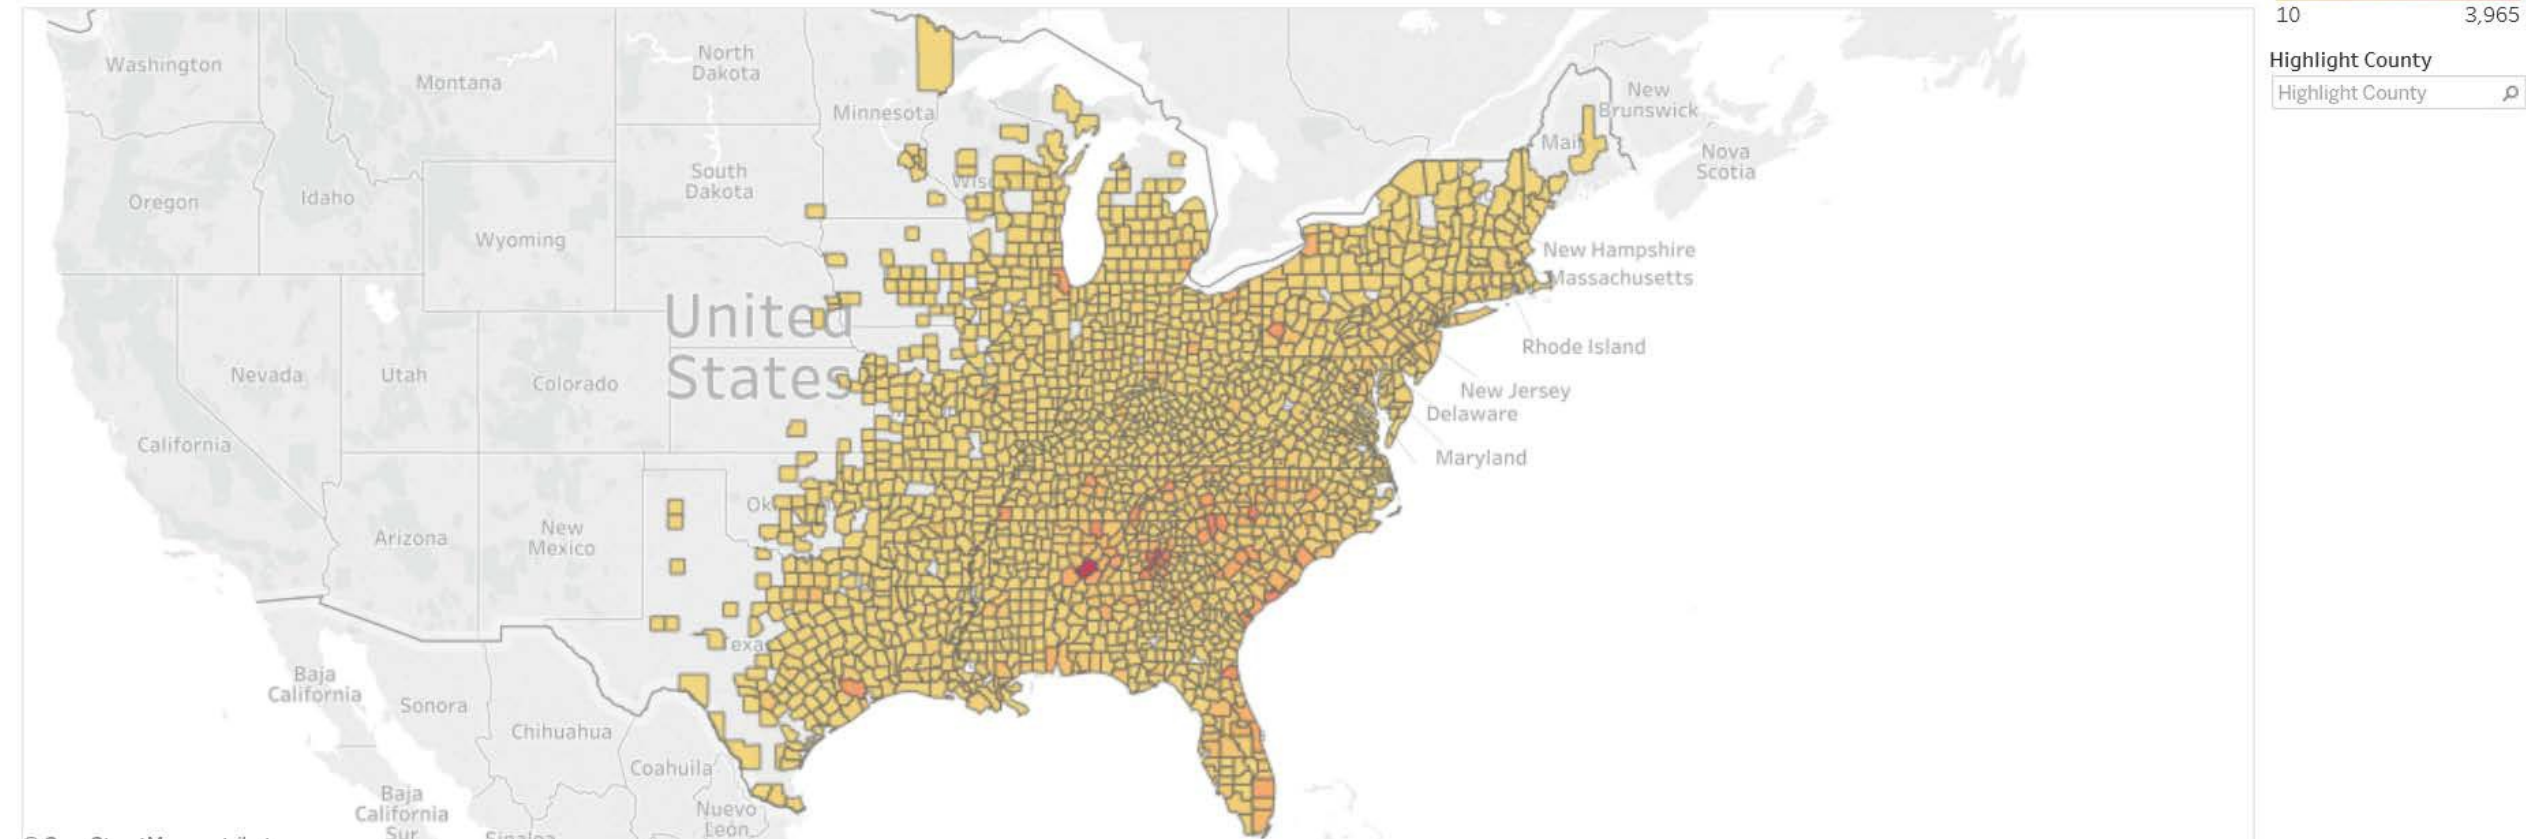 10 3,965
Highlight County
Highlight County
Washington
Montana
North
Dakota
Minnesota
New
Brunswick
Nova
Scotia
South
Dakota
Oregon
Idaho
Wyoming
New Hampshire
Massachusetts
United
States
Rhode Island
Nevada
Utah
Colorado
New Jersey
Delaware
Maryland
California
Arizona
New
Mexico
Baja
California
Sonora
Chihuahua
Coahuila
Baja
California
Sur
Nuevo
León